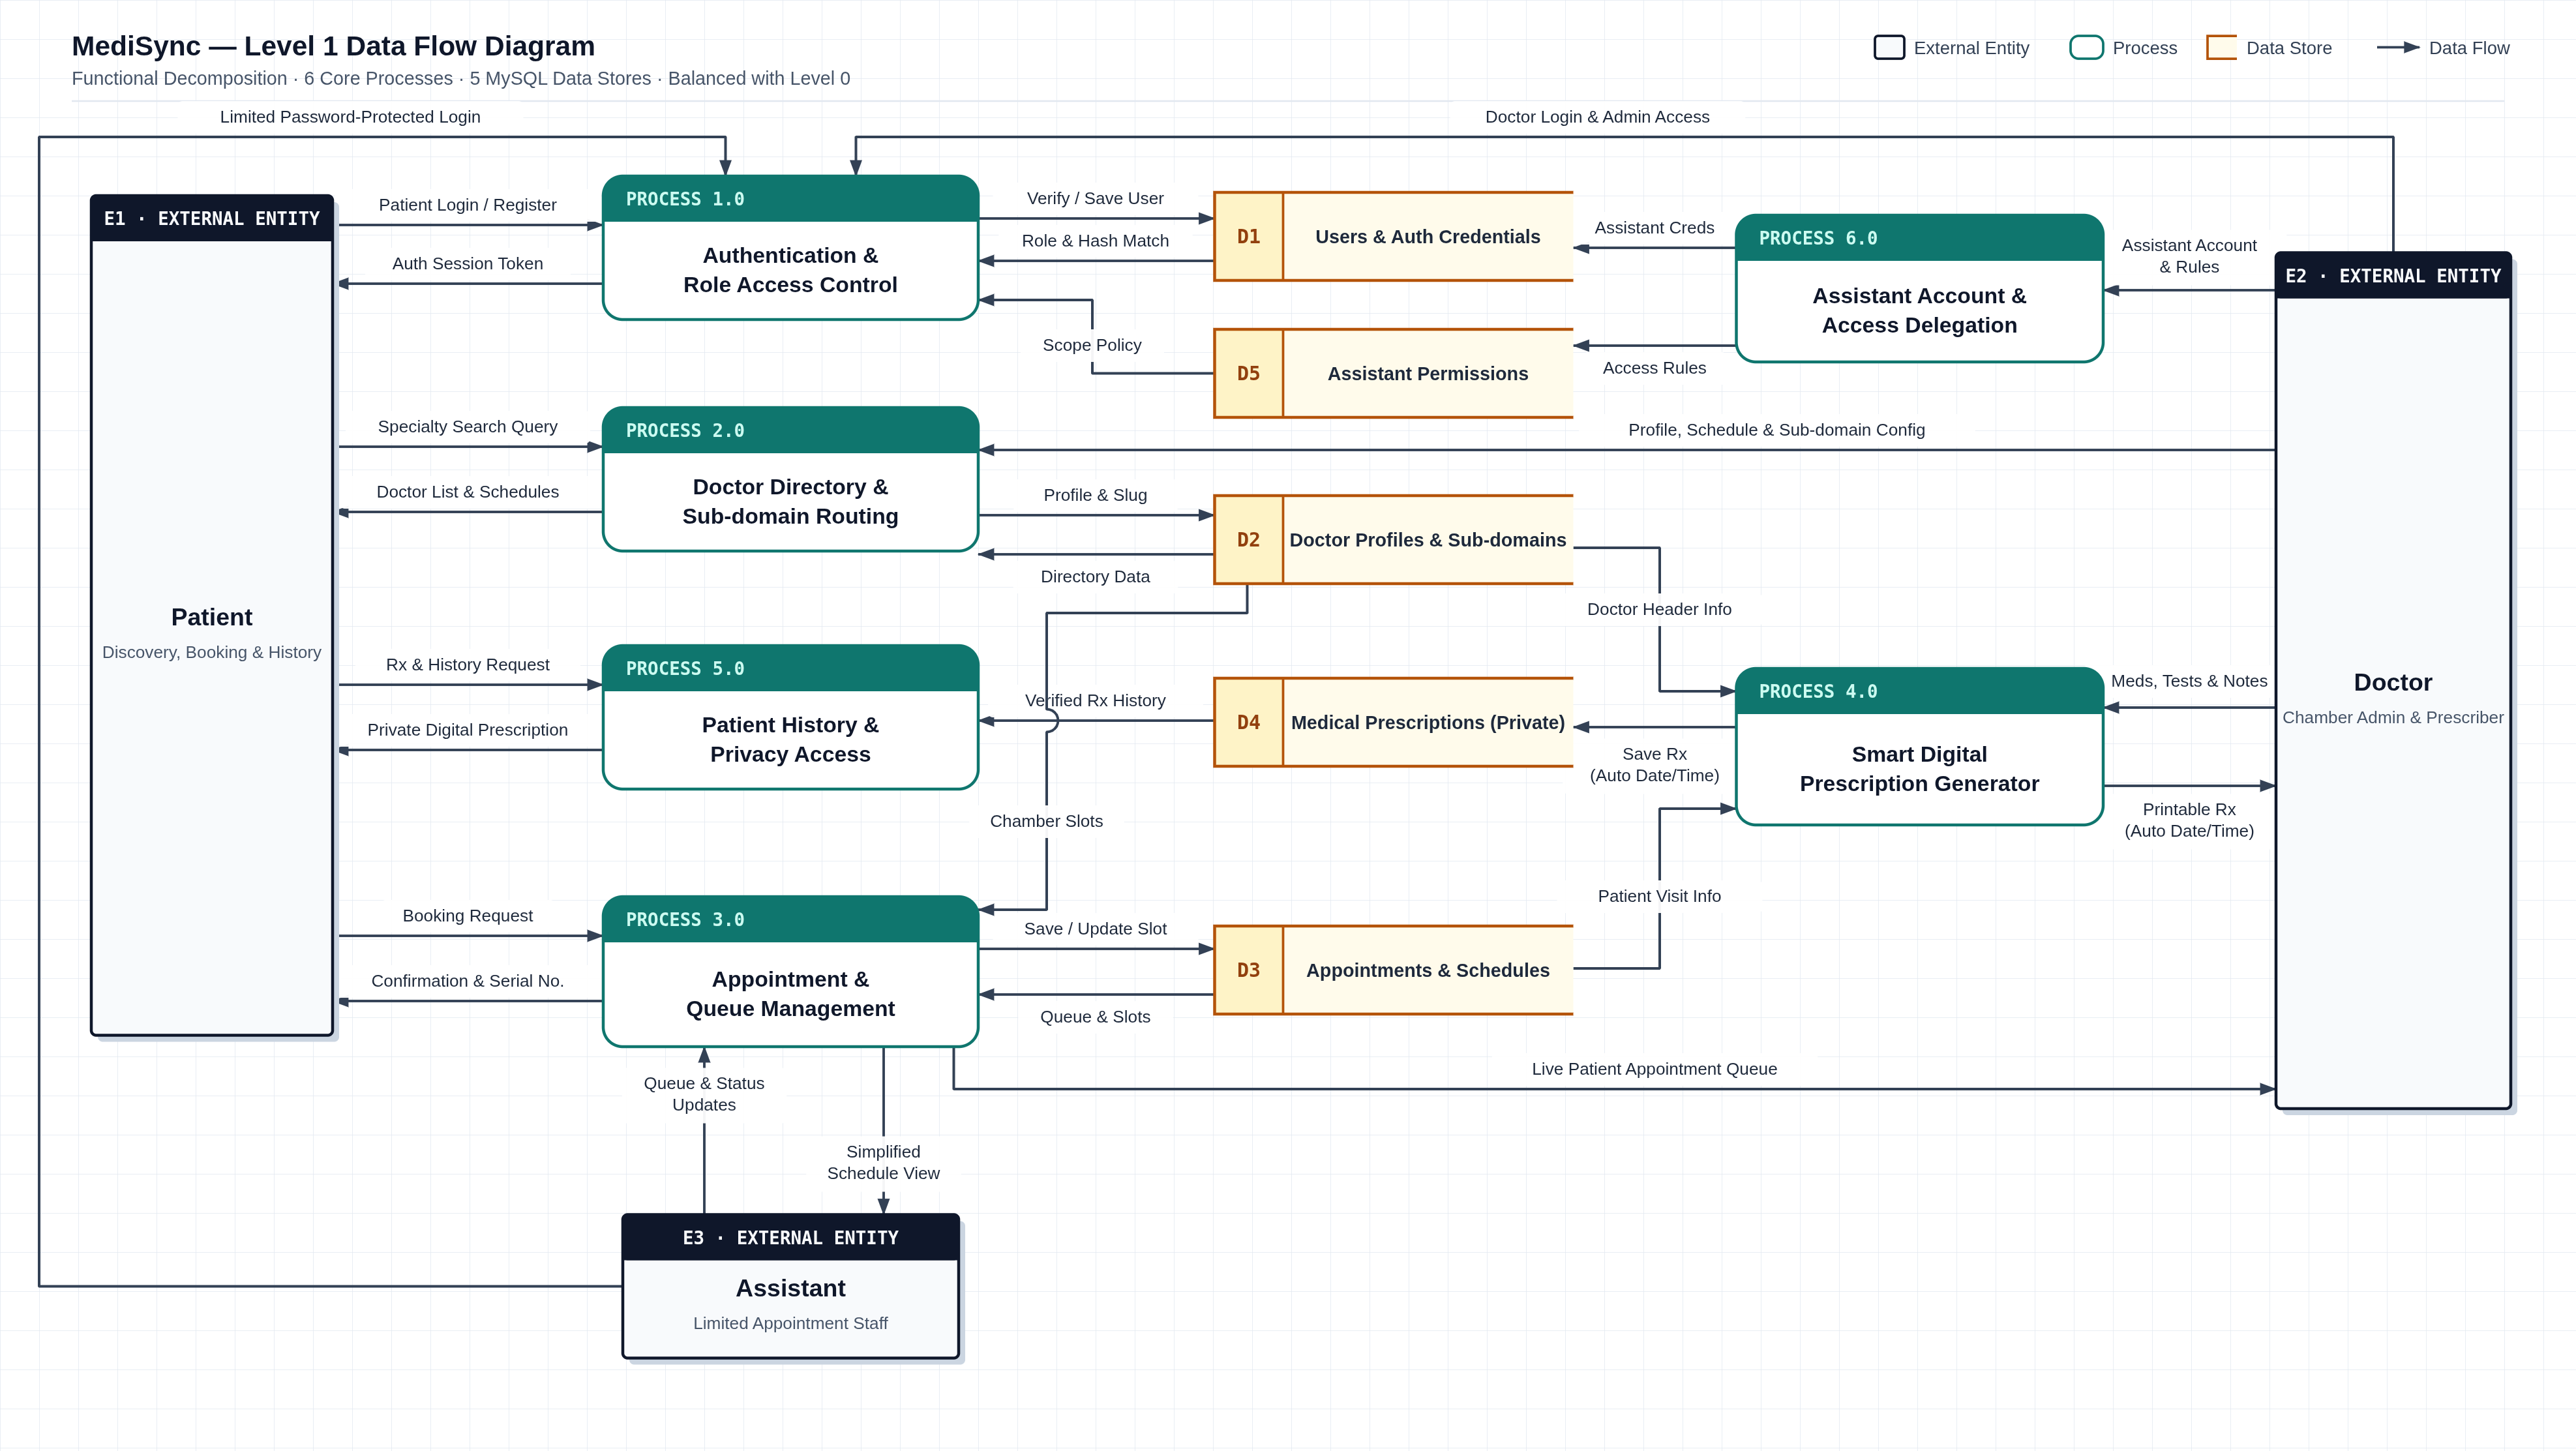 MediSync — Level 1 Data Flow Diagram
Functional Decomposition · 6 Core Processes · 5 MySQL Data Stores · Balanced with Level 0
External Entity
Process
Data Store
Data Flow
Limited Password-Protected Login
Doctor Login & Admin Access
E1 · EXTERNAL ENTITY
Patient
Discovery, Booking & History
Patient Login / Register
Auth Session Token
PROCESS 1.0
Authentication &
Role Access Control
Verify / Save User
Role & Hash Match
Scope Policy
D1
Users & Auth Credentials
D5
Assistant Permissions
Assistant Creds
Access Rules
PROCESS 6.0
Assistant Account &
Access Delegation
Assistant Account
& Rules
E2 · EXTERNAL ENTITY
Doctor
Chamber Admin & Prescriber
Specialty Search Query
Doctor List & Schedules
PROCESS 2.0
Doctor Directory &
Sub-domain Routing
Profile, Schedule & Sub-domain Config
Profile & Slug
Directory Data
D2
Doctor Profiles & Sub-domains
Doctor Header Info
Rx & History Request
Private Digital Prescription
PROCESS 5.0
Patient History &
Privacy Access
Verified Rx History
Chamber Slots
D4
Medical Prescriptions (Private)
Save Rx
(Auto Date/Time)
PROCESS 4.0
Smart Digital
Prescription Generator
Meds, Tests & Notes
Printable Rx
(Auto Date/Time)
Patient Visit Info
Booking Request
Confirmation & Serial No.
PROCESS 3.0
Appointment &
Queue Management
Save / Update Slot
Queue & Slots
D3
Appointments & Schedules
Live Patient Appointment Queue
Queue & Status
Updates
Simplified
Schedule View
E3 · EXTERNAL ENTITY
Assistant
Limited Appointment Staff